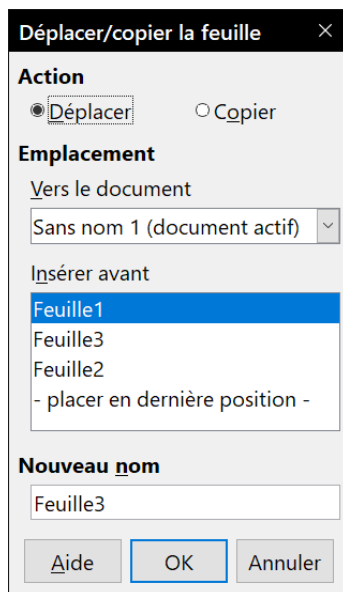 Déplacer/copier la feuille
Action
Déplacer Copier
Emplacement
Vers le document
Sans nom 1 (document actif)
Insérer avant
Feuille1
Feuille3
Feuille2
- placer en dernière position -
Nouveau nom
Feuille3
Aide OK Annuler